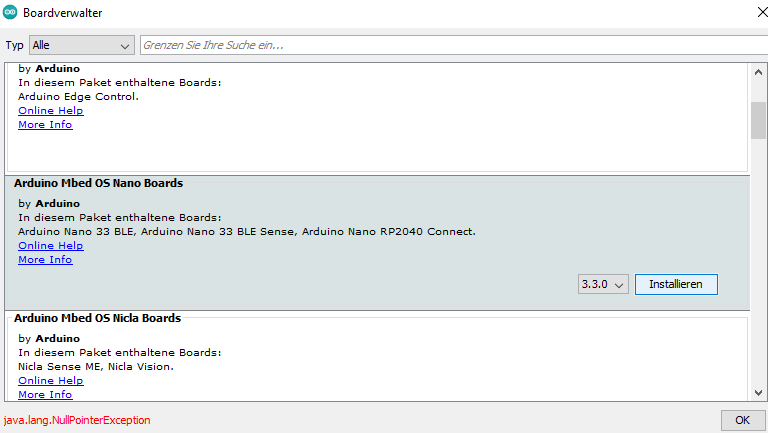 Boardverwalter
Typ Alle Grenzen Sie Ihre Suche ein...
by Arduino
In diesem Paket enthaltene Boards:
Arduino Edge Control.
Online Help
More Info
Arduino Mbed OS Nano Boards
by Arduino
In diesem Paket enthaltene Boards:
Arduino Nano 33 BLE, Arduino Nano 33 BLE Sense, Arduino Nano RP2040 Connect.
Online Help
More Info
3.3.0 Installieren
Arduino Mbed OS Nicla Boards
by Arduino
In diesem Paket enthaltene Boards:
Nicla Sense ME, Nicla Vision.
Online Help
More Info
java.lang.NullPointerException OK